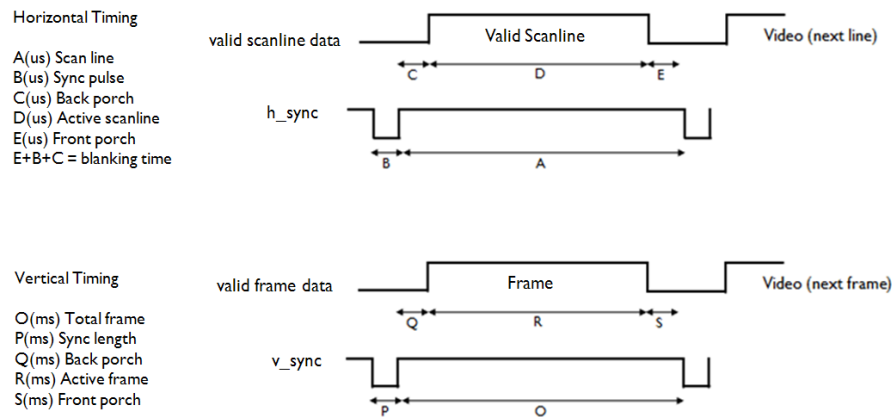 Horizontal Timing
A(us) Scan line
B(us) Sync pulse
C(us) Back porch
D(us) Active scanline
E(us) Front porch
E+B+C = blanking time
valid scanline data
Valid Scanline
Video (next line)
C
D
E
h_sync
B
A
Vertical Timing
O(ms) Total frame
P(ms) Sync length
Q(ms) Back porch
R(ms) Active frame
S(ms) Front porch
valid frame data
Frame
Video (next frame)
Q
R
S
v_sync
P
O